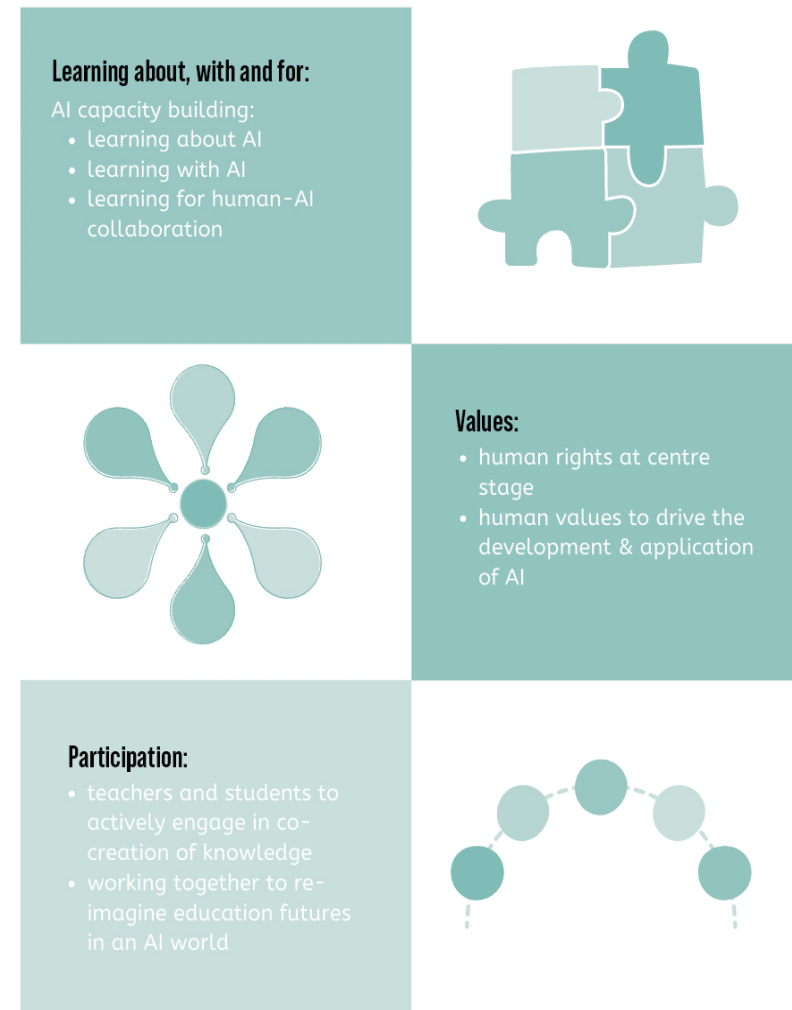 Learning about, with and for:
AI capacity building:
• learning about AI
• learning with AI
• learning for human-AI
collaboration
Values:
• human rights at centre
stage
• human values to drive the
development & application
of AI
Participation:
• teachers and students to
actively engage in co-
creation of knowledge
• working together to re-
imagine education futures
in an AI world